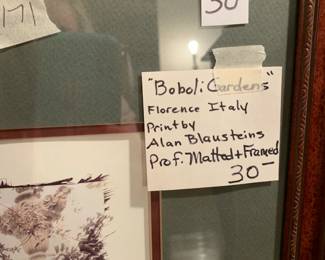 30
"Boboli Gardens"
Florence Italy
Print by
Alan Blausteins
Prof. Matted + Framed
30-